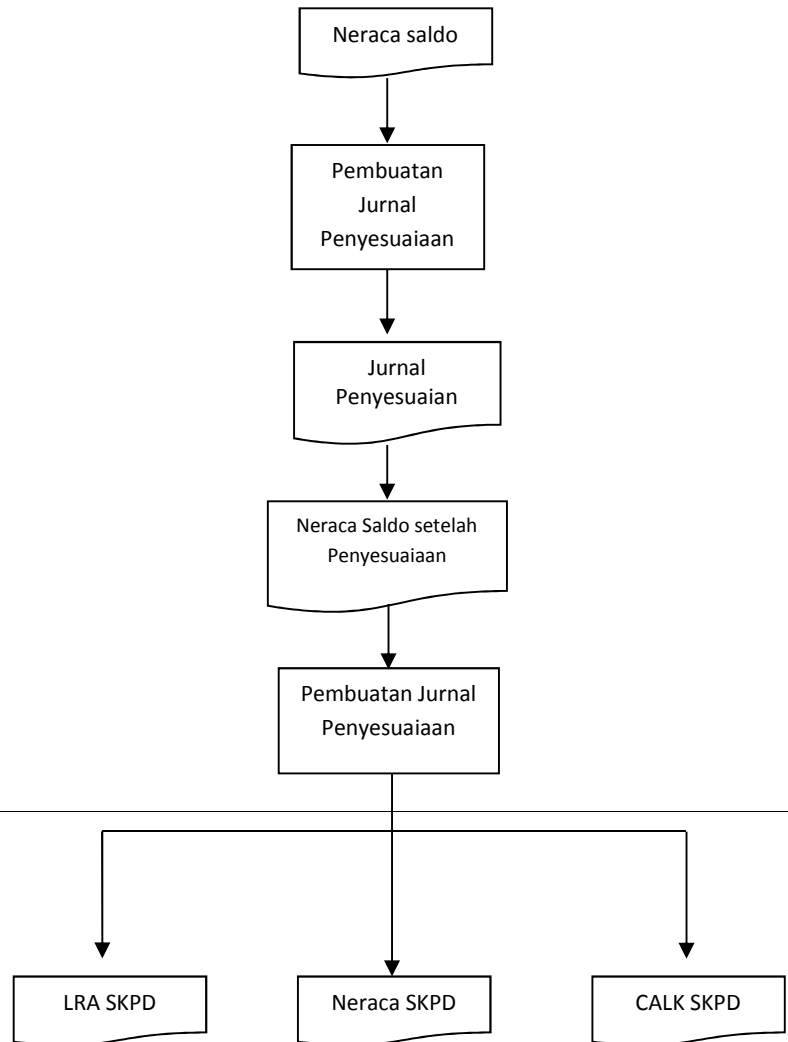 Neraca saldo
Pembuatan
Jurnal
Penyesuaiaan
Jurnal
Penyesuaian
Neraca Saldo setelah
Penyesuaiaan
Pembuatan Jurnal
Penyesuaiaan
LRA SKPD
Neraca SKPD
CALK SKPD